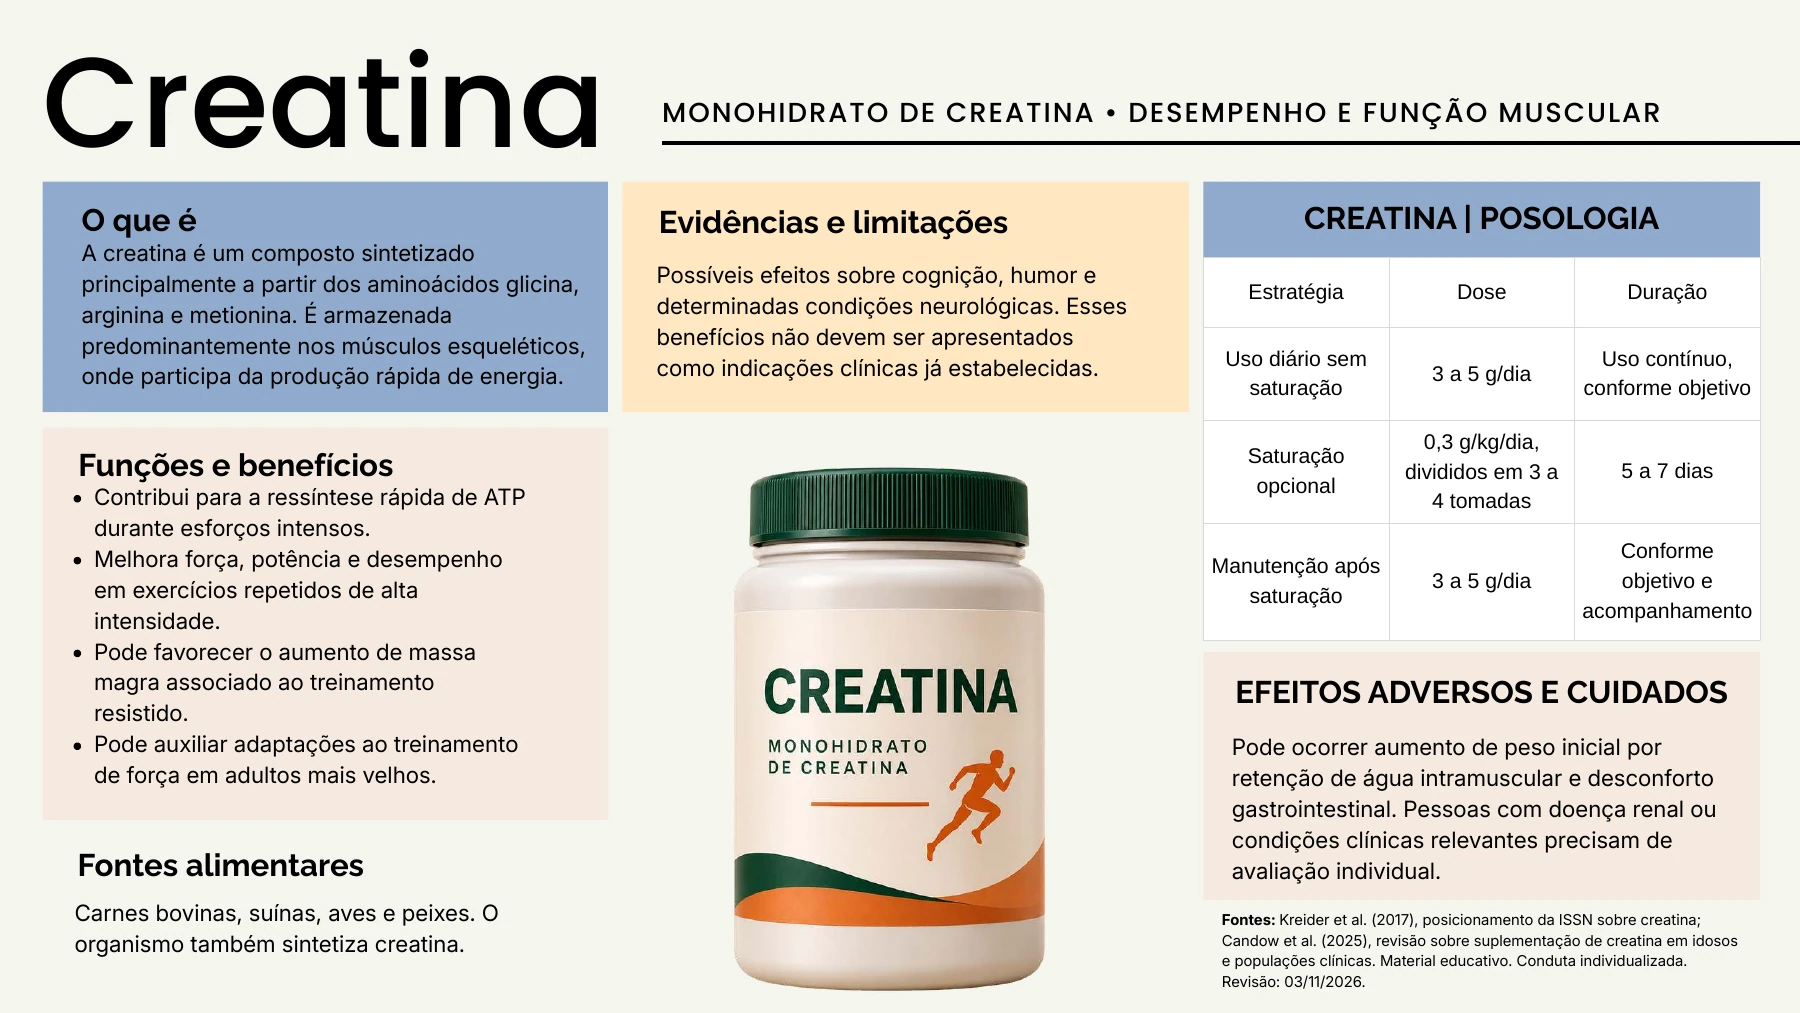 Creatina
MONOHIDRATO DE CREATINA • DESEMPENHO E FUNÇÃO MUSCULAR
O que é
A creatina é um composto sintetizado
principalmente a partir dos aminoácidos glicina,
arginina e metionina. É armazenada
predominantemente nos músculos esqueléticos,
onde participa da produção rápida de energia.
Funções e benefícios
• Contribui para a ressíntese rápida de ATP
durante esforços intensos.
• Melhora força, potência e desempenho
em exercícios repetidos de alta
intensidade.
• Pode favorecer o aumento de massa
magra associado ao treinamento
resistido.
• Pode auxiliar adaptações ao treinamento
de força em adultos mais velhos.
Fontes alimentares
Carnes bovinas, suínas, aves e peixes. O
organismo também sintetiza creatina.
Evidências e limitações
Possíveis efeitos sobre cognição, humor e
determinadas condições neurológicas. Esses
benefícios não devem ser apresentados
como indicações clínicas já estabelecidas.
CREATINA
MONOHIDRATO
DE CREATINA
CREATINA | POSOLOGIA
Estratégia Dose Duração
Uso diário sem
saturação
3 a 5 g/dia
Uso contínuo,
conforme objetivo
Saturação
opcional
0,3 g/kg/dia,
divididos em 3 a
4 tomadas
5 a 7 dias
Manutenção após
saturação
3 a 5 g/dia
Conforme
objetivo e
acompanhamento
EFEITOS ADVERSOS E CUIDADOS
Pode ocorrer aumento de peso inicial por
retenção de água intramuscular e desconforto
gastrointestinal. Pessoas com doença renal ou
condições clínicas relevantes precisam de
avaliação individual.
Fontes: Kreider et al. (2017), posicionamento da ISSN sobre creatina;
Candow et al. (2025), revisão sobre suplementação de creatina em idosos
e populações clínicas. Material educativo. Conduta individualizada.
Revisão: 03/11/2026.